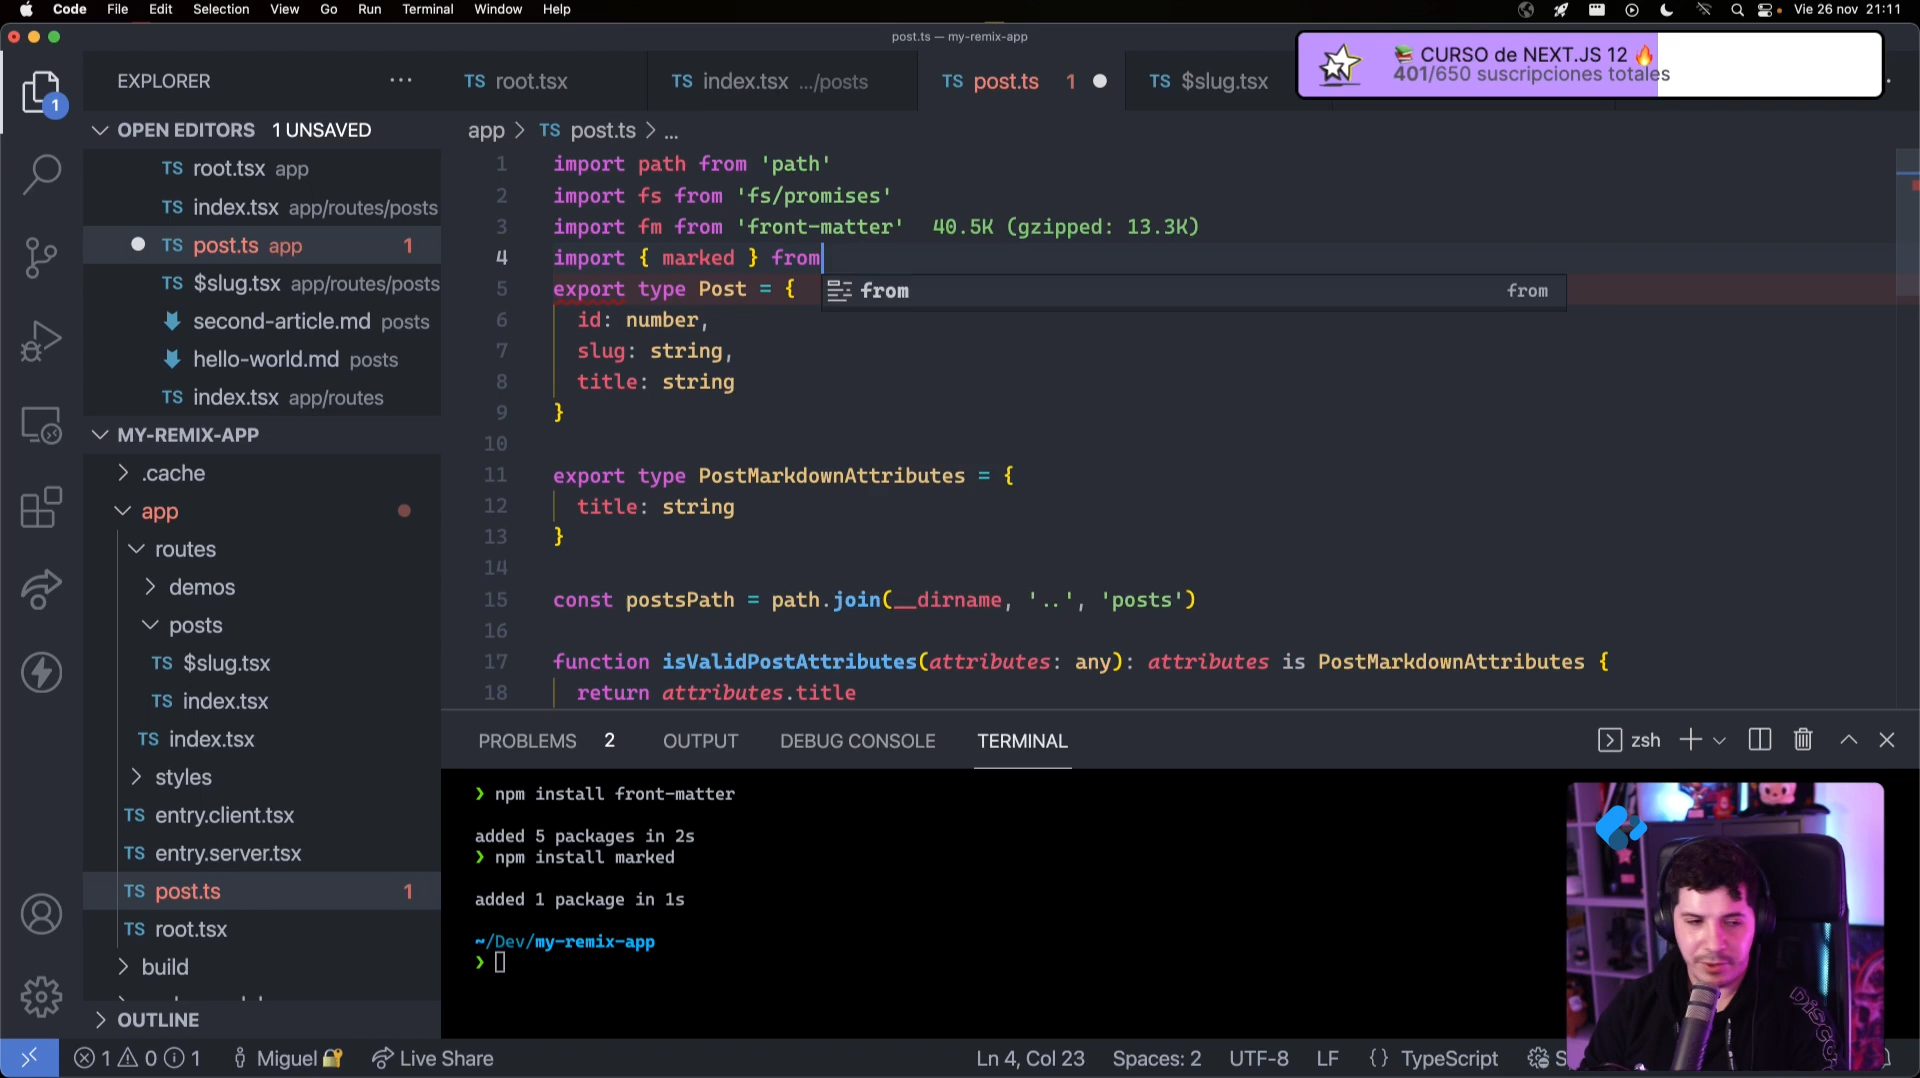 Code File Edit Selection View Go Run Terminal Window Help
Vie 26 nov 21:11
post.ts — my-remix-app
📚 CURSO de NEXT.JS 12 🔥
401/650 suscripciones totales
EXPLORER ...
TS root.tsx
TS index.tsx .../posts
TS post.ts 1
TS $slug.tsx
OPEN EDITORS 1 UNSAVED
TS root.tsx app
TS index.tsx app/routes/posts
TS post.ts app 1
TS $slug.tsx app/routes/posts
second-article.md posts
hello-world.md posts
TS index.tsx app/routes
MY-REMIX-APP
.cache
app
routes
demos
posts
TS $slug.tsx
TS index.tsx
TS index.tsx
styles
TS entry.client.tsx
TS entry.server.tsx
TS post.ts 1
TS root.tsx
build
OUTLINE
1
app > TS post.ts > ...
1 import path from 'path'
2 import fs from 'fs/promises'
3 import fm from 'front-matter' 40.5K (gzipped: 13.3K)
4 import { marked } from
5 export type Post = {
from from
6 id: number,
7 slug: string,
8 title: string
9 }
10
11 export type PostMarkdownAttributes = {
12 title: string
13 }
14
15 const postsPath = path.join(__dirname, '..', 'posts')
16
17 function isValidPostAttributes(attributes: any): attributes is PostMarkdownAttributes {
18 return attributes.title
PROBLEMS 2 OUTPUT DEBUG CONSOLE TERMINAL
zsh
❯ npm install front-matter
added 5 packages in 2s
❯ npm install marked
added 1 package in 1s
~/Dev/my-remix-app
❯
1 0 1 Miguel 🔐 Live Share
Ln 4, Col 23 Spaces: 2 UTF-8 LF {} TypeScript